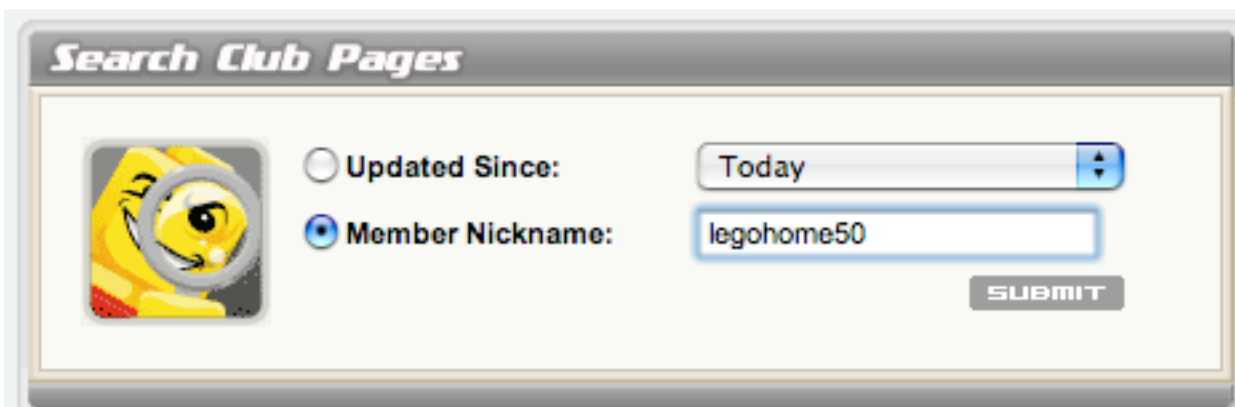 Search Club Pages
Updated Since: Today
Member Nickname: legohome50
SUBMIT